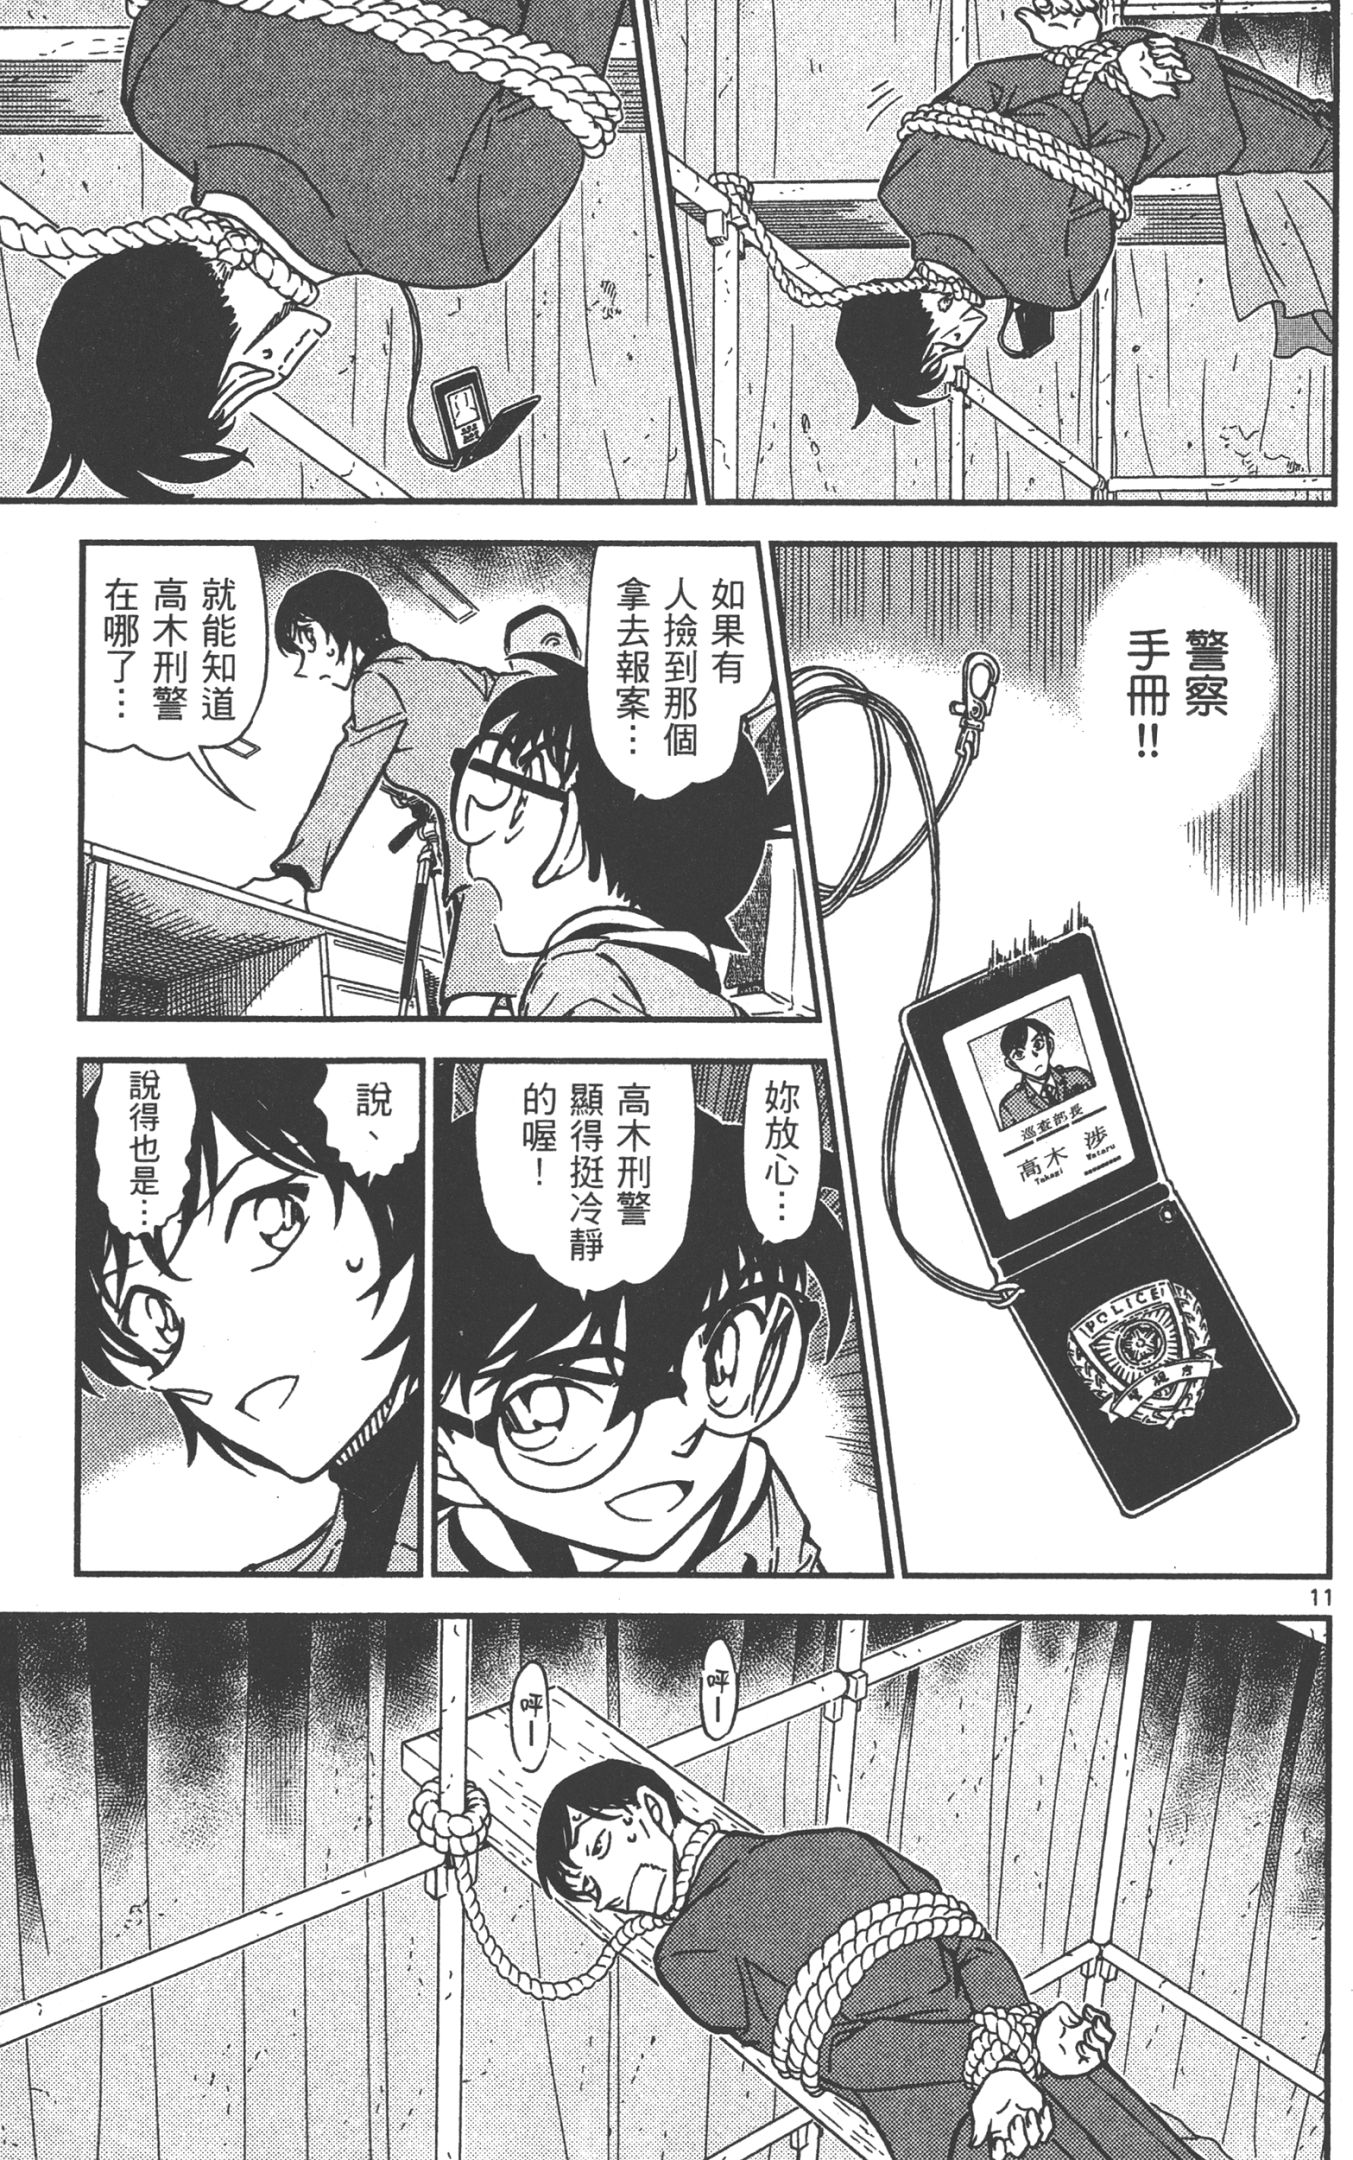 警察
手冊!!
巡查部長
高木 渉
Takagi Wataru
POLICE
如果有
人撿到那個
拿去報案…
就能知道
高木刑警
在哪了…
妳放心…
高木刑警
顯得挺冷靜
的喔！
說、
說得也是…
11
呼ー
呼ー